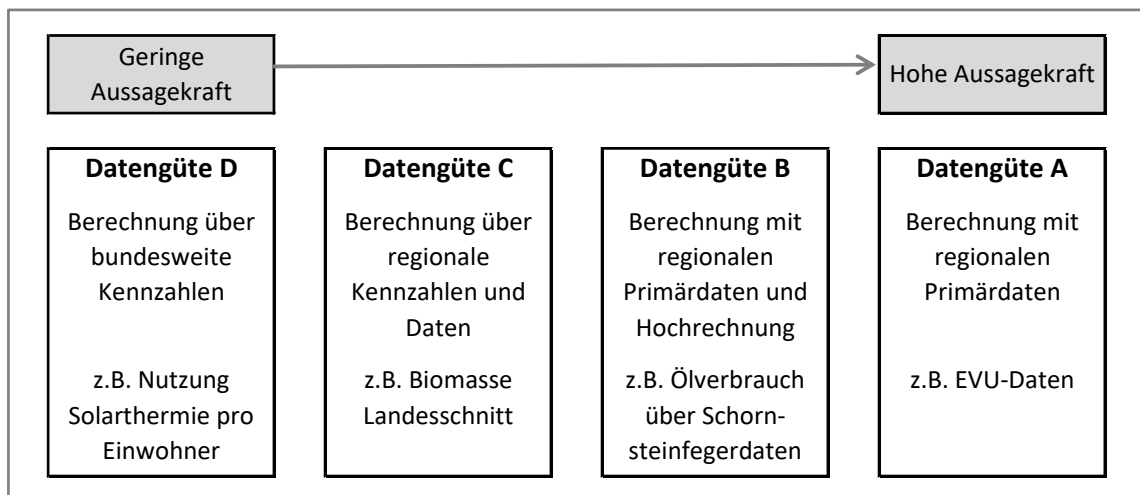 Geringe
Aussagekraft
Hohe Aussagekraft
Datengüte D
Berechnung über
bundesweite
Kennzahlen
z.B. Nutzung
Solarthermie pro
Einwohner
Datengüte C
Berechnung über
regionale
Kennzahlen und
Daten
z.B. Biomasse
Landesschnitt
Datengüte B
Berechnung mit
regionalen
Primärdaten und
Hochrechnung
z.B. Ölverbrauch
über Schorn-
steinfegerdaten
Datengüte A
Berechnung mit
regionalen
Primärdaten
z.B. EVU-Daten